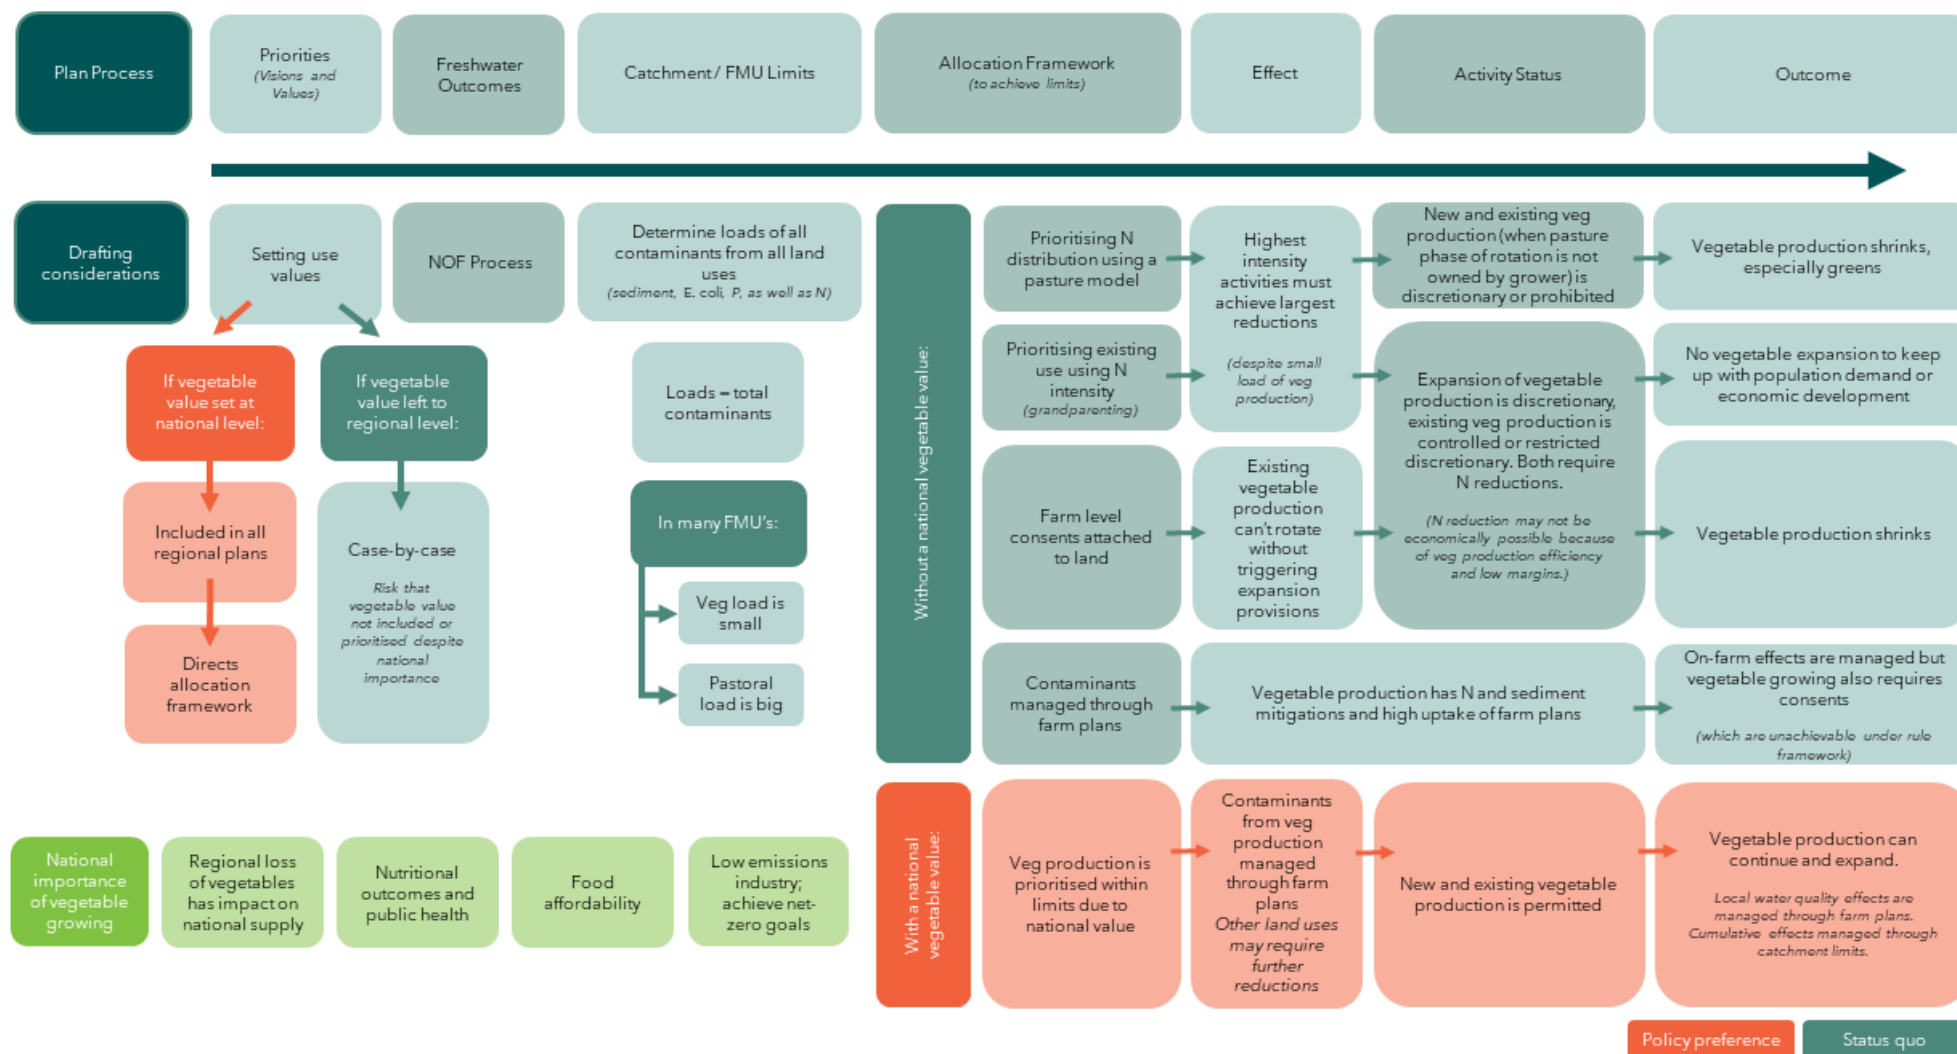 Plan Process
Priorities
(Visions and
Values)
Freshwater
Outcomes
Catchment / FMU Limits
Allocation Framework
(to achieve limits)
Effect
Activity Status
Outcome
Drafting
considerations
Setting use
values
NOF Process
Determine loads of all
contaminants from all land
uses
(sediment, E. coli, P, as well as N)
If vegetable
value set at
national level:
If vegetable
value left to
regional level:
Included in all
regional plans
Directs
allocation
framework
Case-by-case
Risk that
vegetable value
not included or
prioritised despite
national
importance
Loads = total
contaminants
In many FMU's:
Veg load is
small
Pastoral
load is big
Without a national vegetable value:
Prioritising N
distribution using a
pasture model
Prioritising existing
use using N
intensity
(grandparenting)
Highest
intensity
activities must
achieve largest
reductions
(despite small
load of veg
production)
New and existing veg
production (when pasture
phase of rotation is not
owned by grower) is
discretionary or prohibited
Vegetable production shrinks,
especially greens
Expansion of vegetable
production is discretionary,
existing veg production is
controlled or restricted
discretionary. Both require
N reductions.
(N reduction may not be
economically possible because
of veg production efficiency
and low margins.)
No vegetable expansion to keep
up with population demand or
economic development
Farm level
consents attached
to land
Existing
vegetable
production
can't rotate
without
triggering
expansion
provisions
Vegetable production shrinks
Contaminants
managed through
farm plans
Vegetable production has N and sediment
mitigations and high uptake of farm plans
On-farm effects are managed but
vegetable growing also requires
consents
(which are unachievable under rule
framework)
With a national
vegetable value:
Veg production is
prioritised within
limits due to
national value
Contaminants
from veg
production
managed
through farm
plans
Other land uses
may require
further
reductions
New and existing vegetable
production is permitted
Vegetable production can
continue and expand.
Local water quality effects are
managed through farm plans.
Cumulative effects managed through
catchment limits.
National
importance
of vegetable
growing
Regional loss
of vegetables
has impact on
national supply
Nutritional
outcomes and
public health
Food
affordability
Low emissions
industry;
achieve net-
zero goals
Policy preference
Status quo